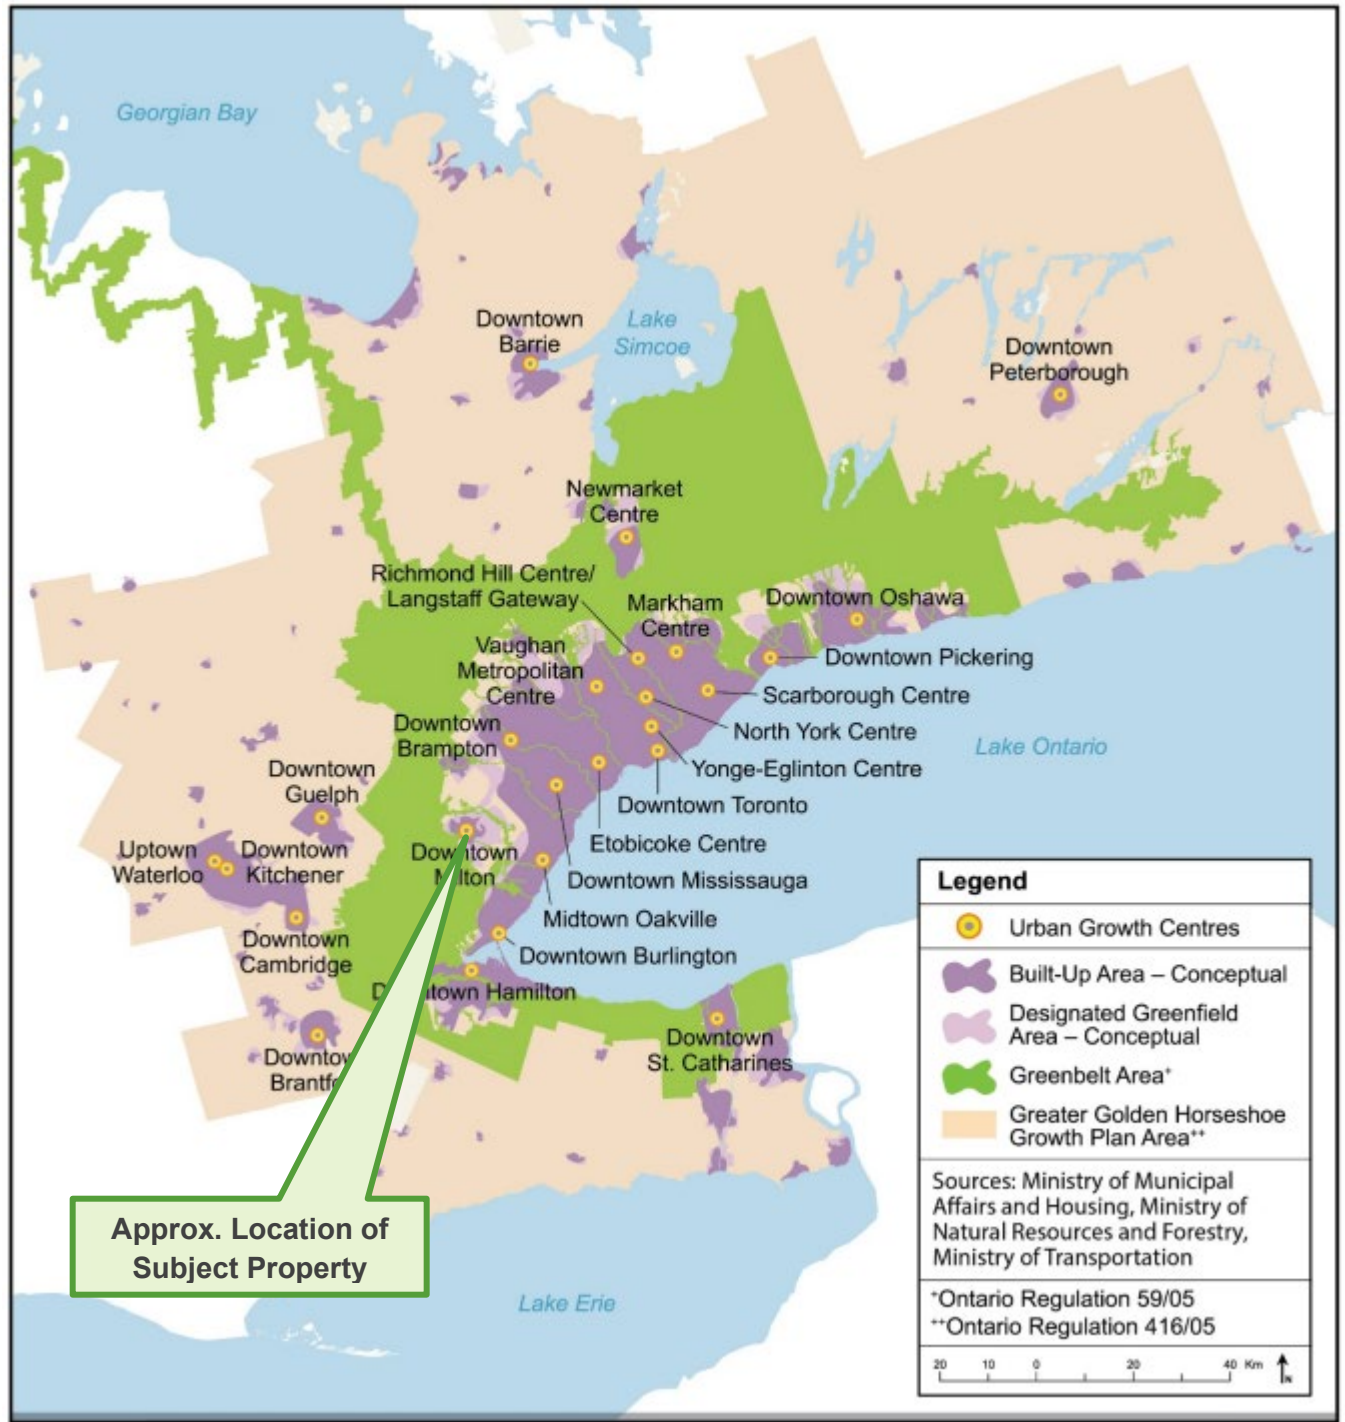 Georgian Bay
Downtown
Barrie
Lake
Simcoe
Downtown
Peterborough
Newmarket
Centre
Richmond Hill Centre/
Langstaff Gateway
Markham
Centre
Downtown Oshawa
Vaughan
Metropolitan
Centre
Downtown Pickering
Scarborough Centre
North York Centre
Downtown
Brampton
Lake Ontario
Yonge-Eglinton Centre
Downtown
Guelph
Downtown Toronto
Etobicoke Centre
Uptown
Waterloo
Downtown
Kitchener
Downtown
Downtown Mississauga
Midtown Oakville
Downtown
Cambridge
Downtown Burlington
Hamilton
Downtown
St. Catharines
Legend
Urban Growth Centres
Built-Up Area – Conceptual
Designated Greenfield
Area – Conceptual
Greenbelt Area+
Greater Golden Horseshoe
Growth Plan Area++
Sources: Ministry of Municipal
Affairs and Housing, Ministry of
Natural Resources and Forestry,
Ministry of Transportation
+Ontario Regulation 59/05
++Ontario Regulation 416/05
20 10 0 20 40 Km
N
Approx. Location of
Subject Property
Lake Erie